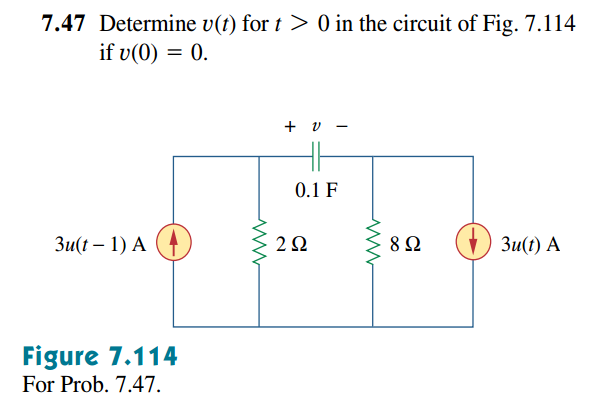 7.47 Determine v(t) for t > 0 in the circuit of Fig. 7.114
if v(0) = 0.
+ v −
0.1 F
3u(t – 1) A
2 Ω
8 Ω
3u(t) A
Figure 7.114
For Prob. 7.47.